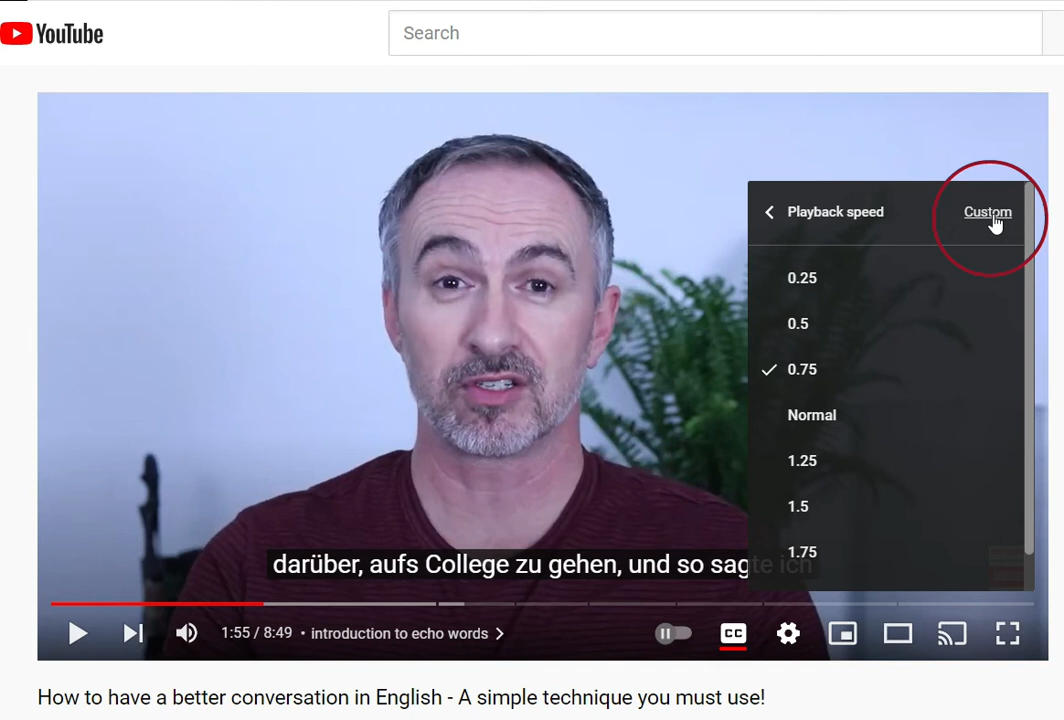 YouTube
Search
Playback speed
Custom
0.25
0.5
0.75
Normal
1.25
1.5
1.75
darüber, aufs College zu gehen, und so sagte ich
1:55 / 8:49 • introduction to echo words
CC
How to have a better conversation in English - A simple technique you must use!